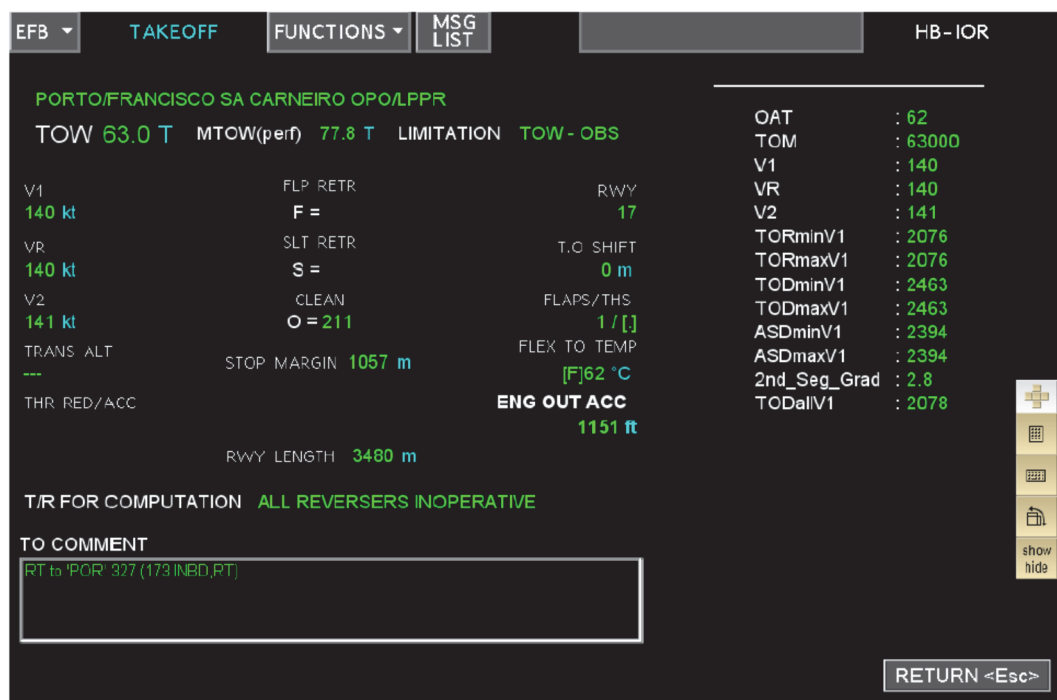 EFB TAKEOFF FUNCTIONS MSG LIST HB-IOR
PORTO/FRANCISCO SA CARNEIRO OPO/LPPR
TOW 63.0 T MTOW(perf) 77.8 T LIMITATION TOW - OBS
V1 FLP RETR RWY
140 kt F = 17
VR SLT RETR T.O SHIFT
140 kt S = 0 m
V2 CLEAN FLAPS/THS
141 kt O = 211 1 / [.]
TRANS ALT STOP MARGIN 1057 m FLEX TO TEMP
--- [F]62 °C
THR RED/ACC ENG OUT ACC
1151 ft
RWY LENGTH 3480 m
T/R FOR COMPUTATION ALL REVERSERS INOPERATIVE
TO COMMENT
RT to 'POR' 327 (173 INBD,RT)
OAT : 62
TOM : 63000
V1 : 140
VR : 140
V2 : 141
TORminV1 : 2076
TORmaxV1 : 2076
TODminV1 : 2463
TODmaxV1 : 2463
ASDminV1 : 2394
ASDmaxV1 : 2394
2nd_Seg_Grad : 2.8
TODallV1 : 2078
show
hide
RETURN <Esc>